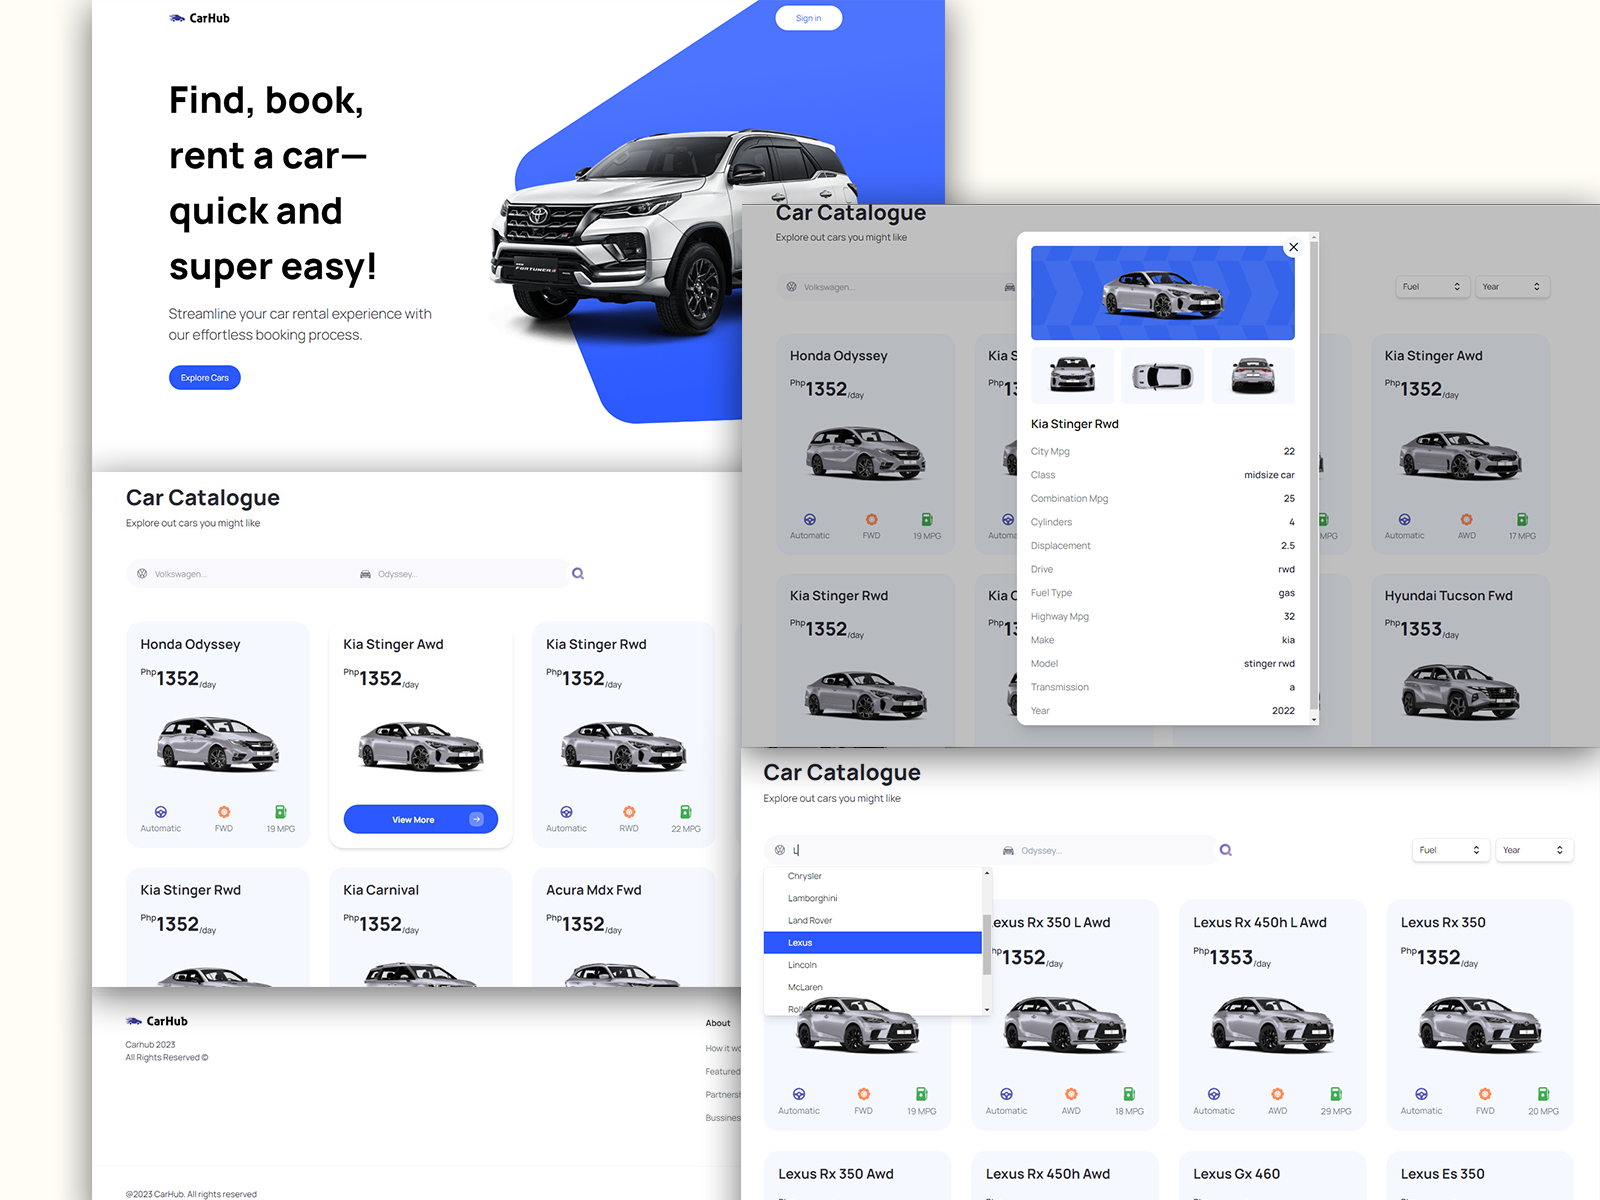 CarHub
Sign in
Find, book,
rent a car—
quick and
super easy!
Streamline your car rental experience with
our effortless booking process.
Explore Cars
FORTUNER
Car Catalogue
Explore out cars you might like
Volkswagen...
Odyssey...
Honda Odyssey
Kia Stinger Awd
Kia Stinger Rwd
Php1352/day
Php1352/day
Php1352/day
Automatic
FWD
19 MPG
View More
Automatic
RWD
22 MPG
Kia Stinger Rwd
Kia Carnival
Acura Mdx Fwd
Php1352/day
Php1352/day
Php1352/day
CarHub
Carhub 2023
All Rights Reserved ©
About
How it wo
Featured
Partnersh
Bussines
@2023 CarHub. All rights reserved
Car Catalogue
Explore out cars you might like
Volkswagen...
Fuel
Year
Honda Odyssey
Kia S
Kia Stinger Awd
Php1352/day
Php13
Php1352/day
Automatic
FWD
19 MPG
Automa
MPG
Automatic
AWD
17 MPG
Kia Stinger Rwd
Kia C
Hyundai Tucson Fwd
Php1352/day
Php13
Php1353/day
Kia Stinger Rwd
City Mpg 22
Class midsize car
Combination Mpg 25
Cylinders 4
Displacement 2.5
Drive rwd
Fuel Type gas
Highway Mpg 32
Make kia
Model stinger rwd
Transmission a
Year 2022
Car Catalogue
Explore out cars you might like
L
Odyssey...
Fuel
Year
Chrysler
Lamborghini
Land Rover
Lexus
Lincoln
McLaren
Roll
Lexus Rx 350 L Awd
Lexus Rx 450h L Awd
Lexus Rx 350
hp1352/day
Php1353/day
Php1352/day
Automatic
FWD
19 MPG
Automatic
AWD
18 MPG
Automatic
AWD
29 MPG
Automatic
FWD
20 MPG
Lexus Rx 350 Awd
Lexus Rx 450h Awd
Lexus Gx 460
Lexus Es 350